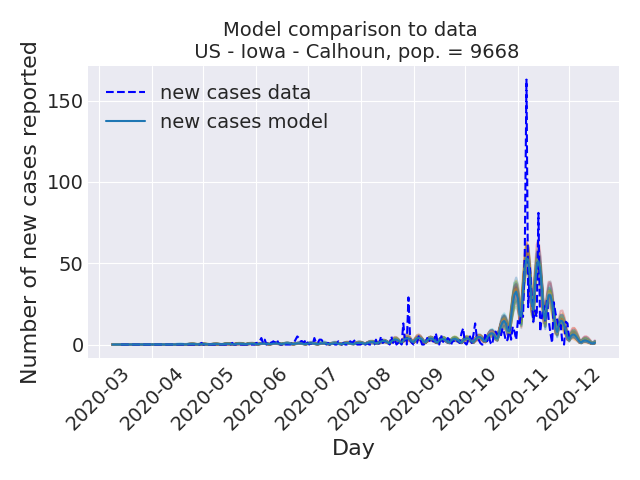 Model comparison to data
US - Iowa - Calhoun, pop. = 9668
Number of new cases reported
150
100
50
0
new cases data
new cases model
2020-03
2020-04
2020-05
2020-06
2020-07
2020-08
2020-09
2020-10
2020-11
2020-12
Day